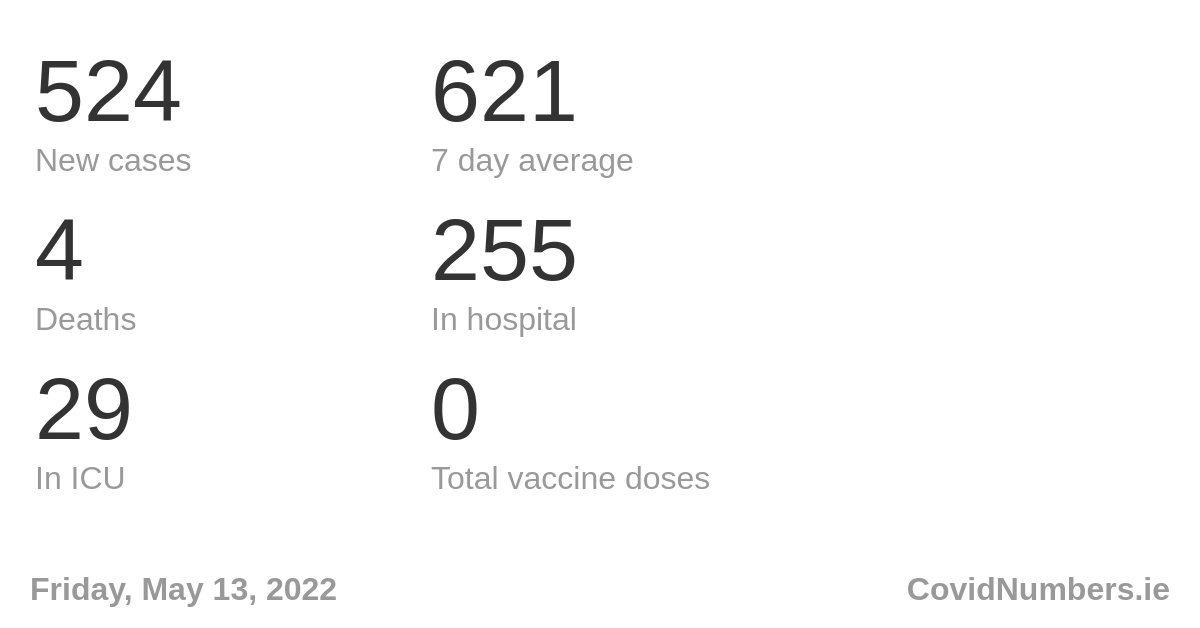 524
New cases
621
7 day average
4
Deaths
255
In hospital
29
In ICU
0
Total vaccine doses
Friday, May 13, 2022
CovidNumbers.ie